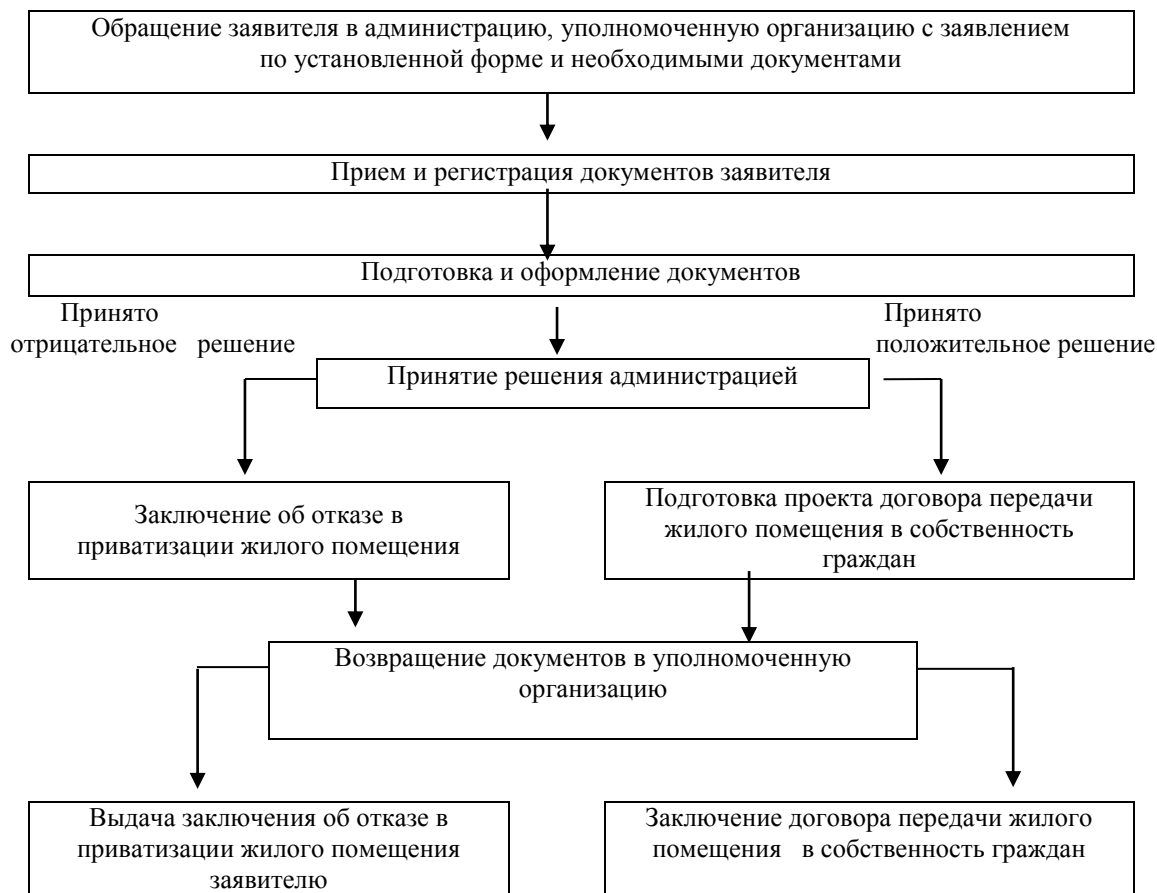 Обращение заявителя в администрацию, уполномоченную организацию с заявлением
по установленной форме и необходимыми документами
Прием и регистрация документов заявителя
Подготовка и оформление документов
Принято
отрицательное решение
Принято
положительное решение
Принятие решения администрацией
Заключение об отказе в
приватизации жилого помещения
Подготовка проекта договора передачи
жилого помещения в собственность
граждан
Возвращение документов в уполномоченную
организацию
Выдача заключения об отказе в
приватизации жилого помещения
заявителю
Заключение договора передачи жилого
помещения в собственность граждан